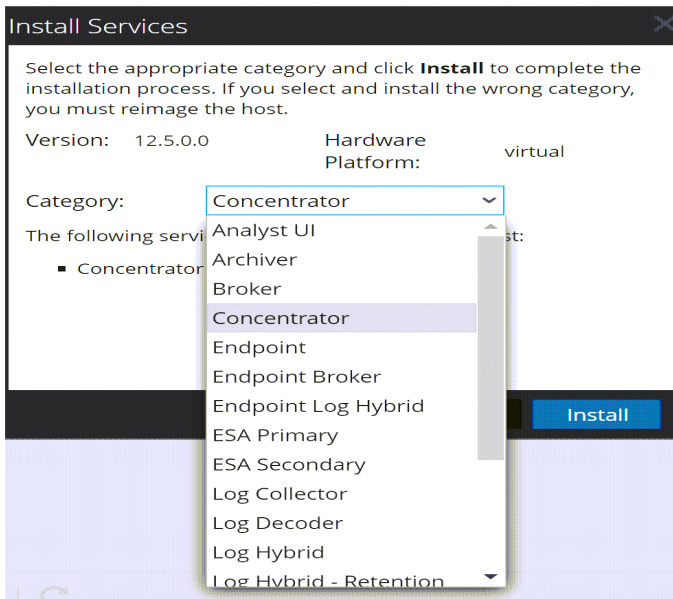 Install Services
Select the appropriate category and click Install to complete the
installation process. If you select and install the wrong category,
you must reimage the host.
Version: 12.5.0.0 Hardware Platform: virtual
Category: Concentrator
The following servi st:
Concentrator
Analyst UI
Archiver
Broker
Concentrator
Endpoint
Endpoint Broker
Endpoint Log Hybrid
ESA Primary
ESA Secondary
Log Collector
Log Decoder
Log Hybrid
Log Hybrid - Retention
Install